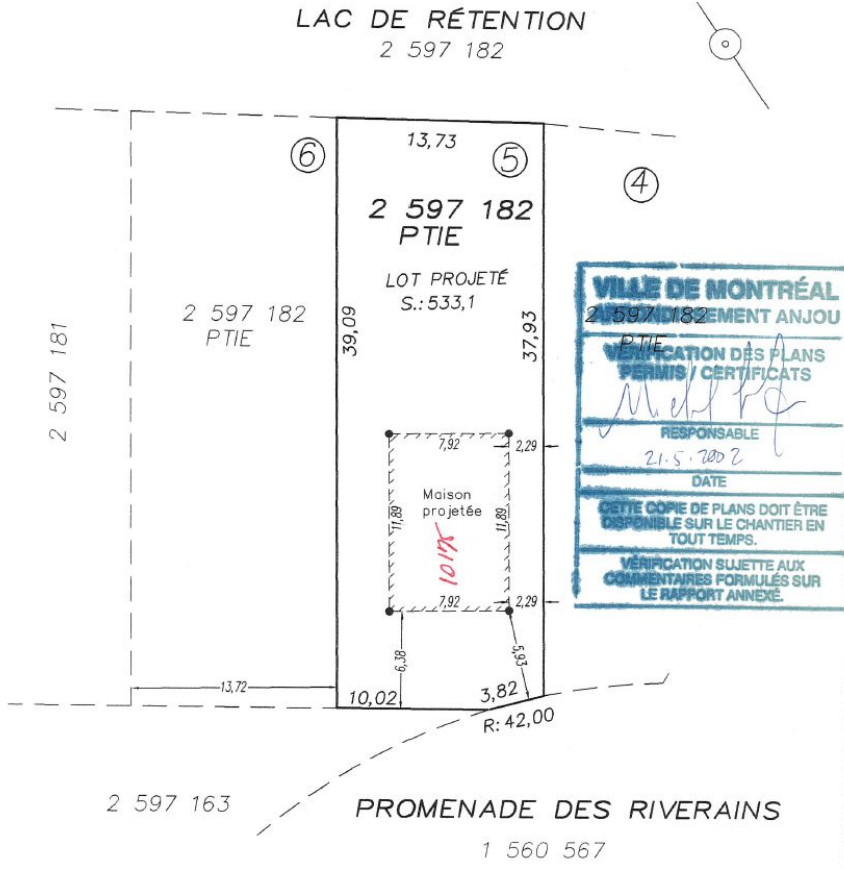 LAC DE RÉTENTION
2 597 182
13,73
6
5
4
2 597 182
PTIE
LOT PROJETÉ
S.: 533,1
2 597 182
PTIE
2 597 181
39,09
37,93
VILLE DE MONTRÉAL
ARRONDISSEMENT ANJOU
2 597 182
PTIE
VÉRIFICATION DES PLANS
PERMIS / CERTIFICATS
RESPONSABLE
21.5.2002
DATE
CETTE COPIE DE PLANS DOIT ÊTRE
DISPONIBLE SUR LE CHANTIER EN
TOUT TEMPS.
VÉRIFICATION SUJETTE AUX
COMMENTAIRES FORMULÉS SUR
LE RAPPORT ANNEXÉ.
7,92
2,29
Maison
projetée
11,89
11,89
7,92
2,29
6,38
5,93
13,72
10,02
3,82
R: 42,00
2 597 163
PROMENADE DES RIVERAINS
1 560 567